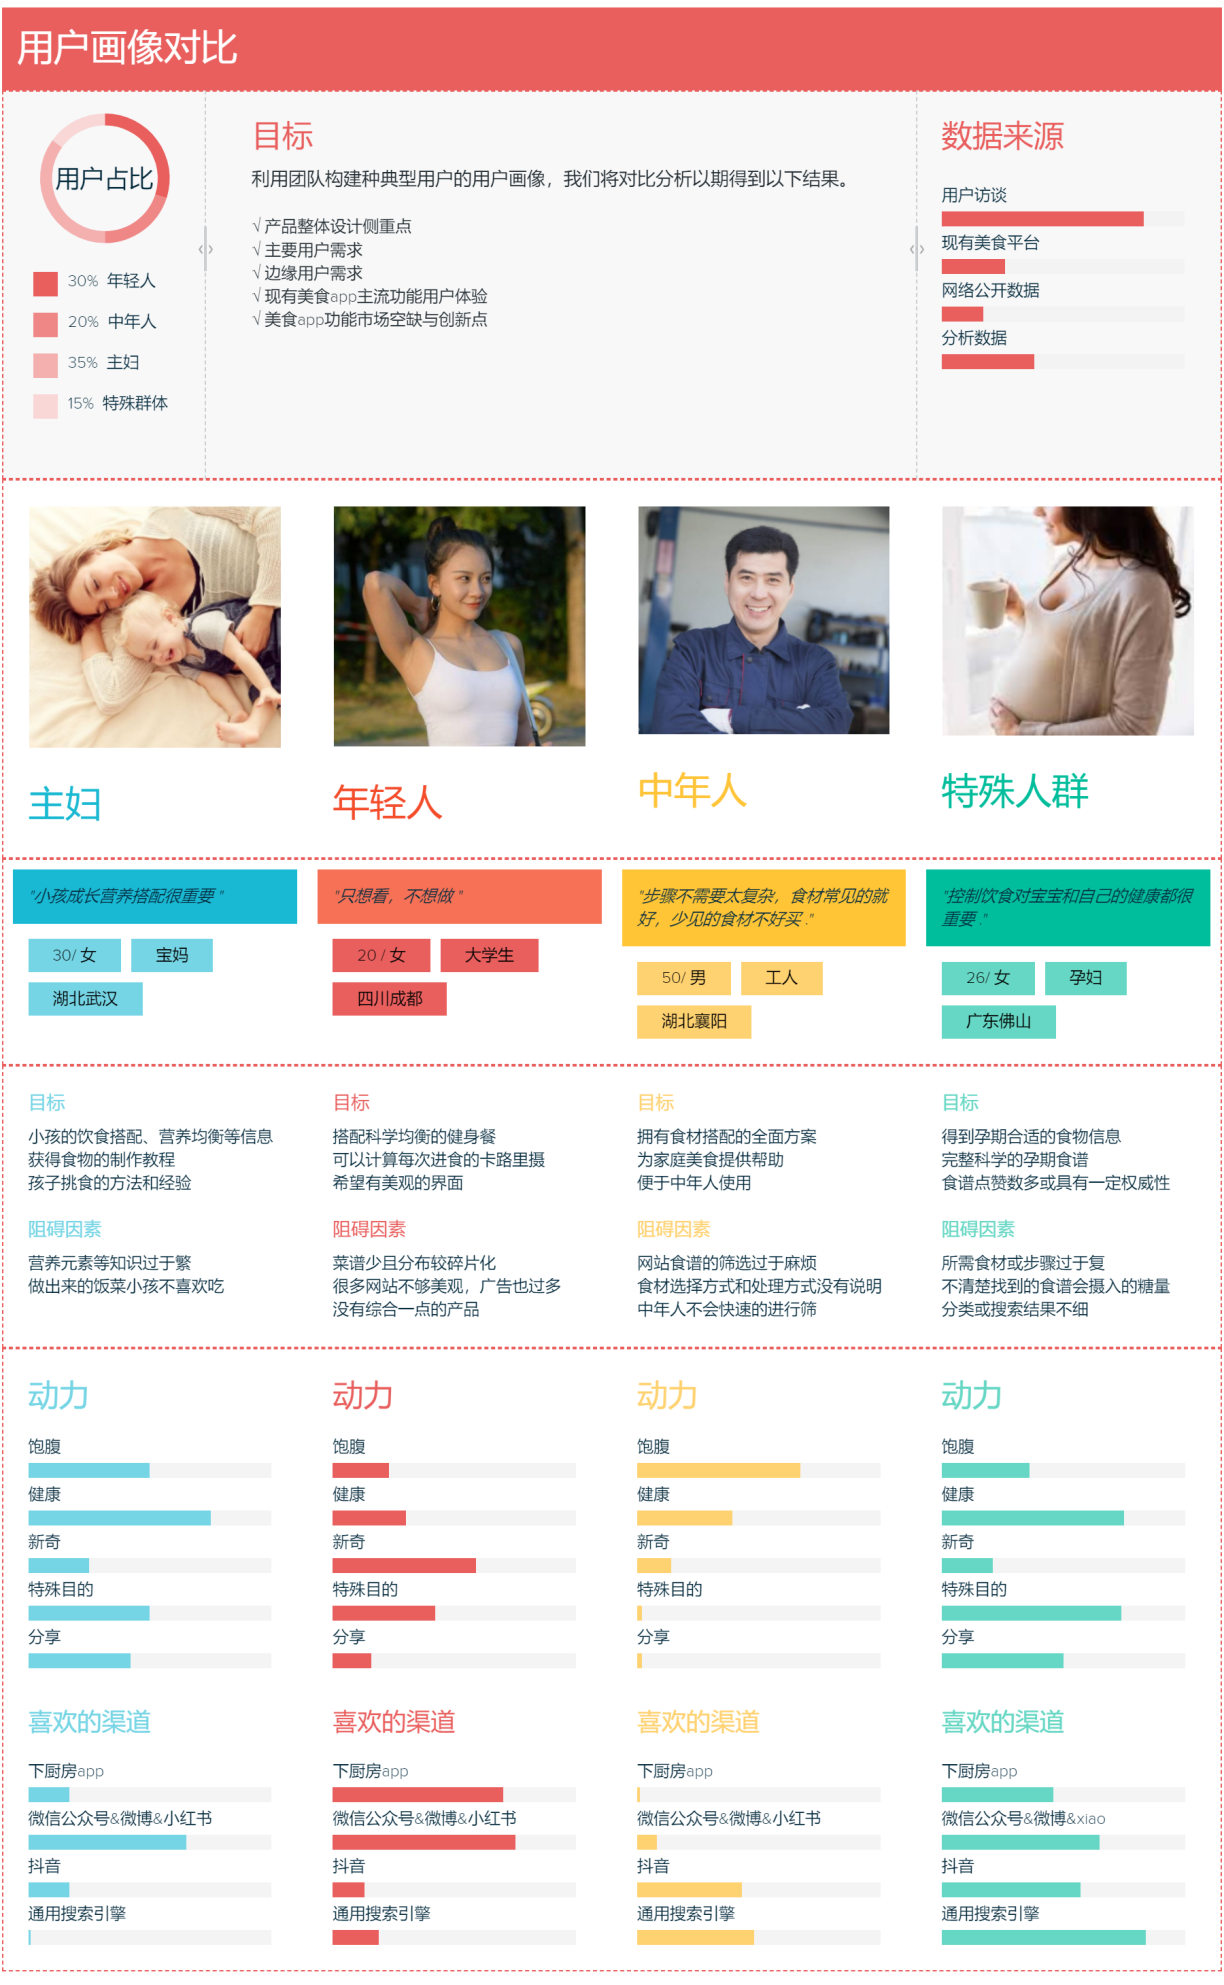 用户画像对比
用户占比
30% 年轻人
20% 中年人
35% 主妇
15% 特殊群体
目标
利用团队构建种典型用户的用户画像，我们将对比分析以期得到以下结果。
√产品整体设计侧重点
√主要用户需求
√边缘用户需求
√现有美食app主流功能用户体验
√美食app功能市场空缺与创新点
数据来源
用户访谈
现有美食平台
网络公开数据
分析数据
主妇
年轻人
中年人
特殊人群
"小孩成长营养搭配很重要 "
30/ 女
宝妈
湖北武汉
"只想看，不想做 "
20 / 女
大学生
四川成都
"步骤不需要太复杂，食材常见的就
好，少见的食材不好买 ."
50/ 男
工人
湖北襄阳
"控制饮食对宝宝和自己的健康都很
重要 ."
26/ 女
孕妇
广东佛山
目标
小孩的饮食搭配、营养均衡等信息
获得食物的制作教程
孩子挑食的方法和经验
阻碍因素
营养元素等知识过于繁
做出来的饭菜小孩不喜欢吃
目标
搭配科学均衡的健身餐
可以计算每次进食的卡路里摄
希望有美观的界面
阻碍因素
菜谱少且分布较碎片化
很多网站不够美观，广告也过多
没有综合一点的产品
目标
拥有食材搭配的全面方案
为家庭美食提供帮助
便于中年人使用
阻碍因素
网站食谱的筛选过于麻烦
食材选择方式和处理方式没有说明
中年人不会快速的进行筛
目标
得到孕期合适的食物信息
完整科学的孕期食谱
食谱点赞数多或具有一定权威性
阻碍因素
所需食材或步骤过于复
不清楚找到的食谱会摄入的糖量
分类或搜索结果不细
动力
饱腹
健康
新奇
特殊目的
分享
喜欢的渠道
下厨房app
微信公众号&微博&小红书
抖音
通用搜索引擎
动力
饱腹
健康
新奇
特殊目的
分享
喜欢的渠道
下厨房app
微信公众号&微博&小红书
抖音
通用搜索引擎
动力
饱腹
健康
新奇
特殊目的
分享
喜欢的渠道
下厨房app
微信公众号&微博&小红书
抖音
通用搜索引擎
动力
饱腹
健康
新奇
特殊目的
分享
喜欢的渠道
下厨房app
微信公众号&微博&xiao
抖音
通用搜索引擎